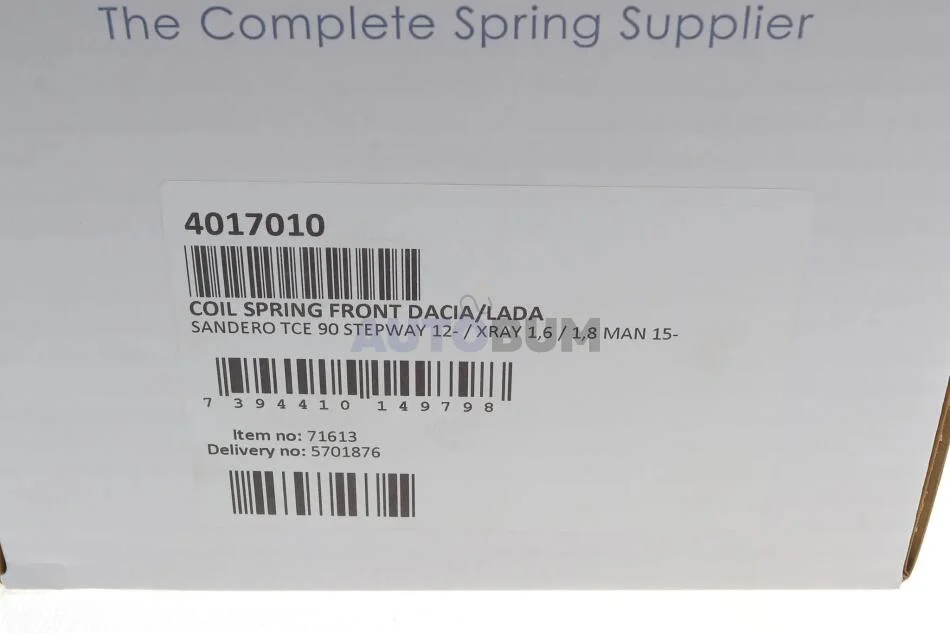 The Complete Spring Supplier
4017010
COIL SPRING FRONT DACIA/LADA
SANDERO TCE 90 STEPWAY 12- / XRAY 1,6 / 1,8 MAN 15-
AUTOBUM
7 394410 149798
Item no: 71613
Delivery no: 5701876